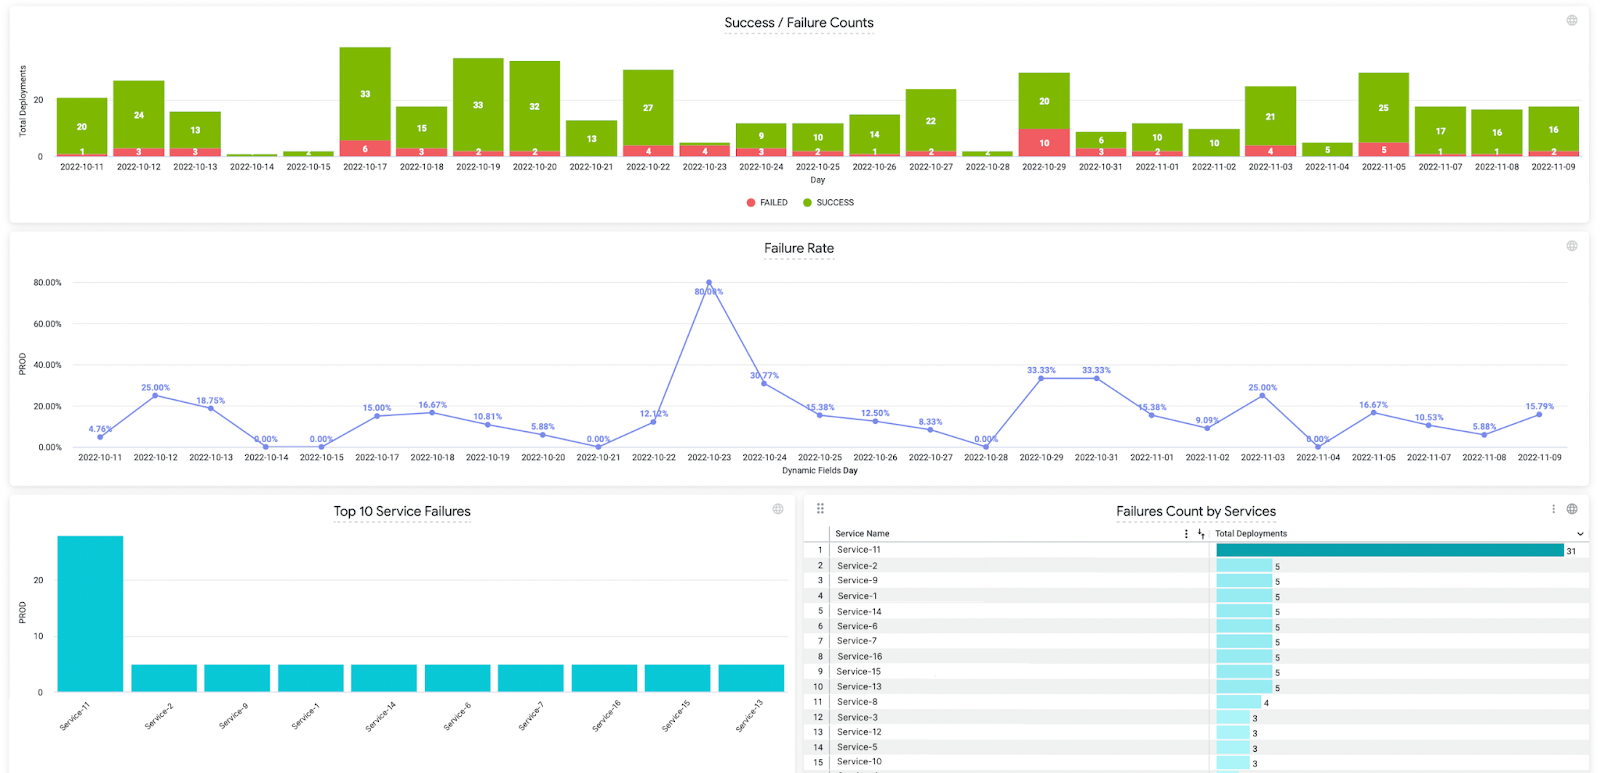 Success / Failure Counts
Total Deployments
20
0
20 24 13 33 15 33 32 13 27 9 10 14 22 2 20 6 10 10 21 5 25 17 16 16
1 3 3 2 6 3 2 2 4 4 3 2 1 2 10 3 2 4 5 1 1 2
2022-10-11 2022-10-12 2022-10-13 2022-10-14 2022-10-15 2022-10-17 2022-10-18 2022-10-19 2022-10-20 2022-10-21 2022-10-22 2022-10-23 2022-10-24 2022-10-25 2022-10-26 2022-10-27 2022-10-28 2022-10-29 2022-10-31 2022-11-01 2022-11-02 2022-11-03 2022-11-04 2022-11-05 2022-11-07 2022-11-08 2022-11-09
Day
FAILED SUCCESS
Failure Rate
PROD
80.00%
60.00%
40.00%
20.00%
0.00%
4.76% 25.00% 18.75% 0.00% 0.00% 15.00% 16.67% 10.81% 5.88% 0.00% 12.12% 80.00% 30.77% 15.38% 12.50% 8.33% 0.00% 33.33% 33.33% 15.38% 9.09% 25.00% 0.00% 16.67% 10.53% 5.88% 15.79%
2022-10-11 2022-10-12 2022-10-13 2022-10-14 2022-10-15 2022-10-17 2022-10-18 2022-10-19 2022-10-20 2022-10-21 2022-10-22 2022-10-23 2022-10-24 2022-10-25 2022-10-26 2022-10-27 2022-10-28 2022-10-29 2022-10-31 2022-11-01 2022-11-02 2022-11-03 2022-11-04 2022-11-05 2022-11-07 2022-11-08 2022-11-09
Dynamic Fields Day
Top 10 Service Failures
PROD
20
10
0
Service-11 Service-2 Service-9 Service-1 Service-14 Service-6 Service-7 Service-16 Service-15 Service-13
Failures Count by Services
Service Name Total Deployments
1 Service-11 31
2 Service-2 5
3 Service-9 5
4 Service-1 5
5 Service-14 5
6 Service-6 5
7 Service-7 5
8 Service-16 5
9 Service-15 5
10 Service-13 5
11 Service-8 4
12 Service-3 3
13 Service-12 3
14 Service-5 3
15 Service-10 3